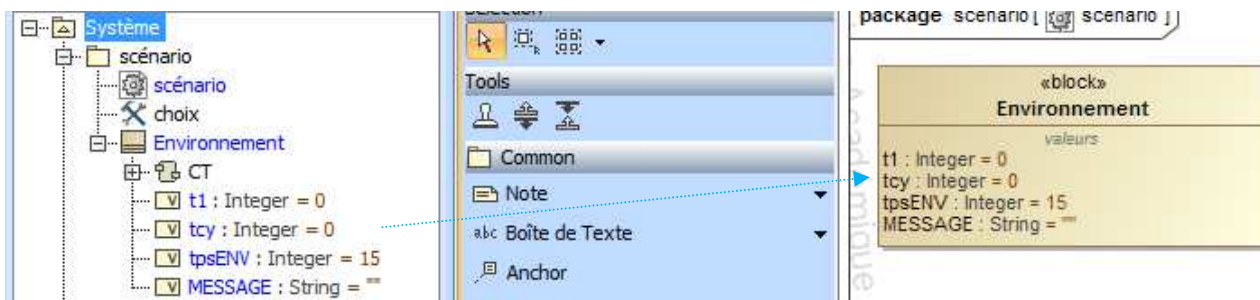 Système
scénario
scénario
choix
Environnement
CT
t1 : Integer = 0
tcy : Integer = 0
tpsENV : Integer = 15
MESSAGE : String = ""
Selection
Tools
Common
Note
abc Boîte de Texte
Anchor
package scénario [ scénario ]
«block»
Environnement
valeurs
t1 : Integer = 0
tcy : Integer = 0
tpsENV : Integer = 15
MESSAGE : String = ""